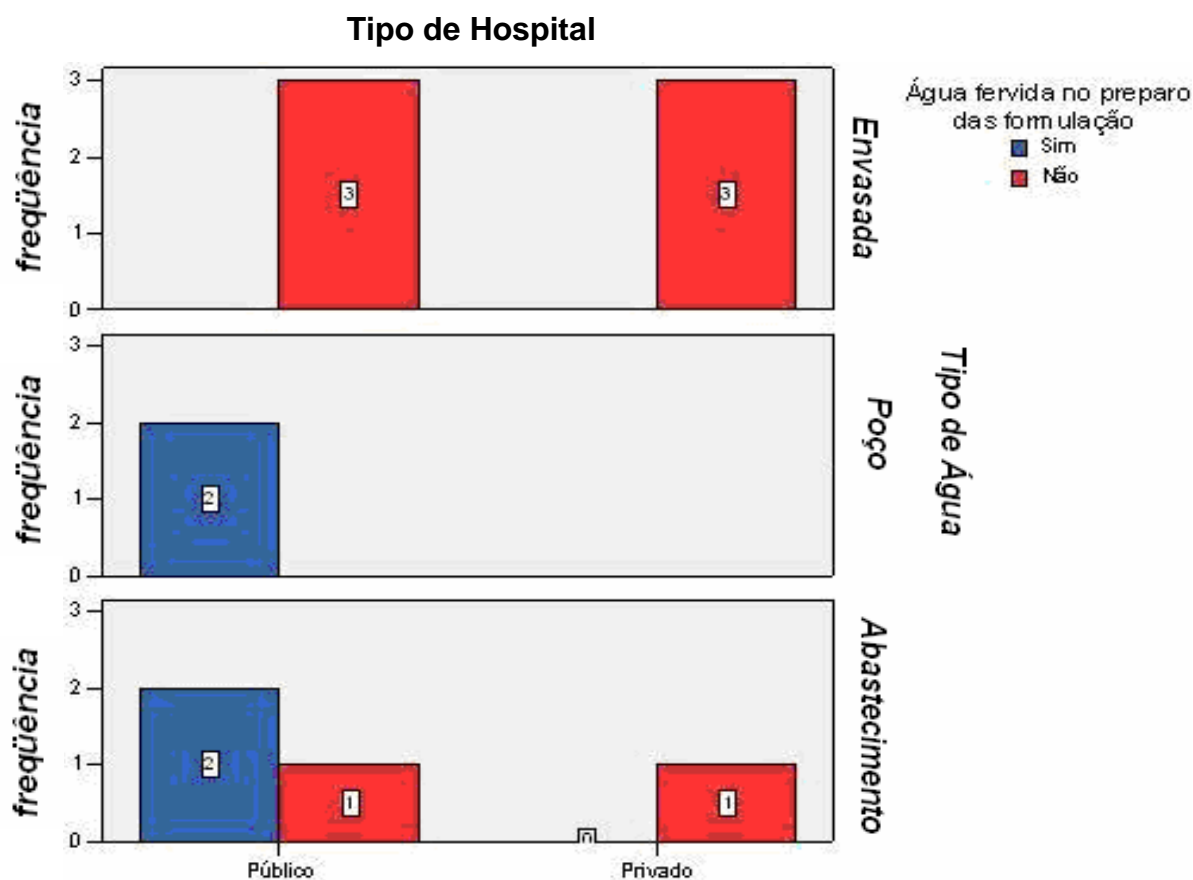 Tipo de Hospital
freqüência
3
2
1
0
3
3
Envasada
Água fervida no preparo
das formulação
Sim
Não
freqüência
3
2
1
0
2
Poço
Tipo de Água
freqüência
3
2
1
0
2
1
0
1
Abastecimento
Público
Privado